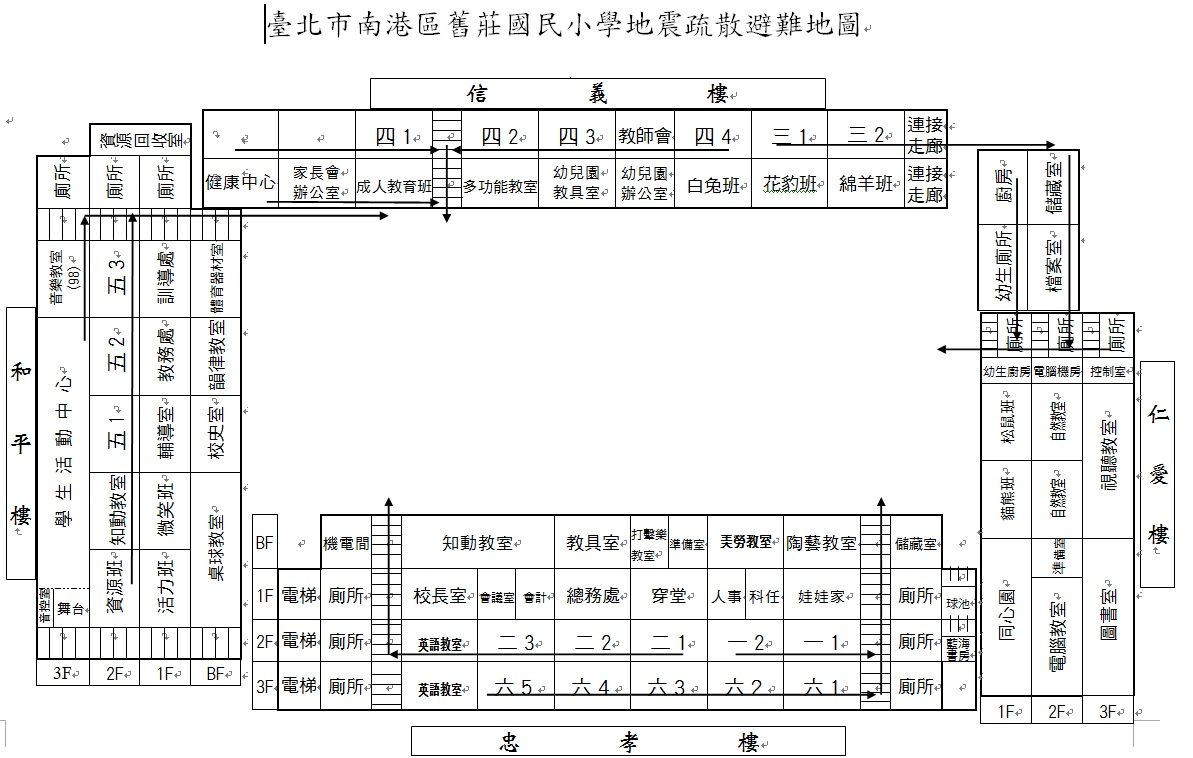 臺北市南港區舊莊國民小學地震疏散避難地圖
信義樓
資源回收室
四1 四2 四3 教師會 四4 三1 三2 連接走廊
健康中心 家長會辦公室 成人教育班 多功能教室 幼兒園教具室 幼兒園辦公室 白兔班 花豹班 綿羊班 連接走廊
廁所 廁所 廁所
音樂教室(98) 五3 訓導處 體育器材室
學生活動中心 五2 教務處 韻律教室
五1 輔導室 校史室
知動教室 微笑班 桌球教室
音控室 舞台 資源班 活力班
3F 2F 1F BF
和平樓
廚房 儲藏室
幼生廁所 檔案室
廁所 廁所 廁所
幼生廚房 電腦機房 控制室
松鼠班 自然教室 視聽教室
貓熊班 自然教室
同心園 準備室 圖書室
電腦教室
1F 2F 3F
仁愛樓
BF 機電間 知動教室 教具室 打擊樂教室 準備室 美勞教室 陶藝教室 儲藏室
1F 電梯 廁所 校長室 會議室 會計 總務處 穿堂 人事 科任 娃娃家 廁所 球池
2F 電梯 廁所 英語教室 二3 二2 二1 一2 一1 廁所 藍海書房
3F 電梯 廁所 英語教室 六5 六4 六3 六2 六1 廁所
忠孝樓